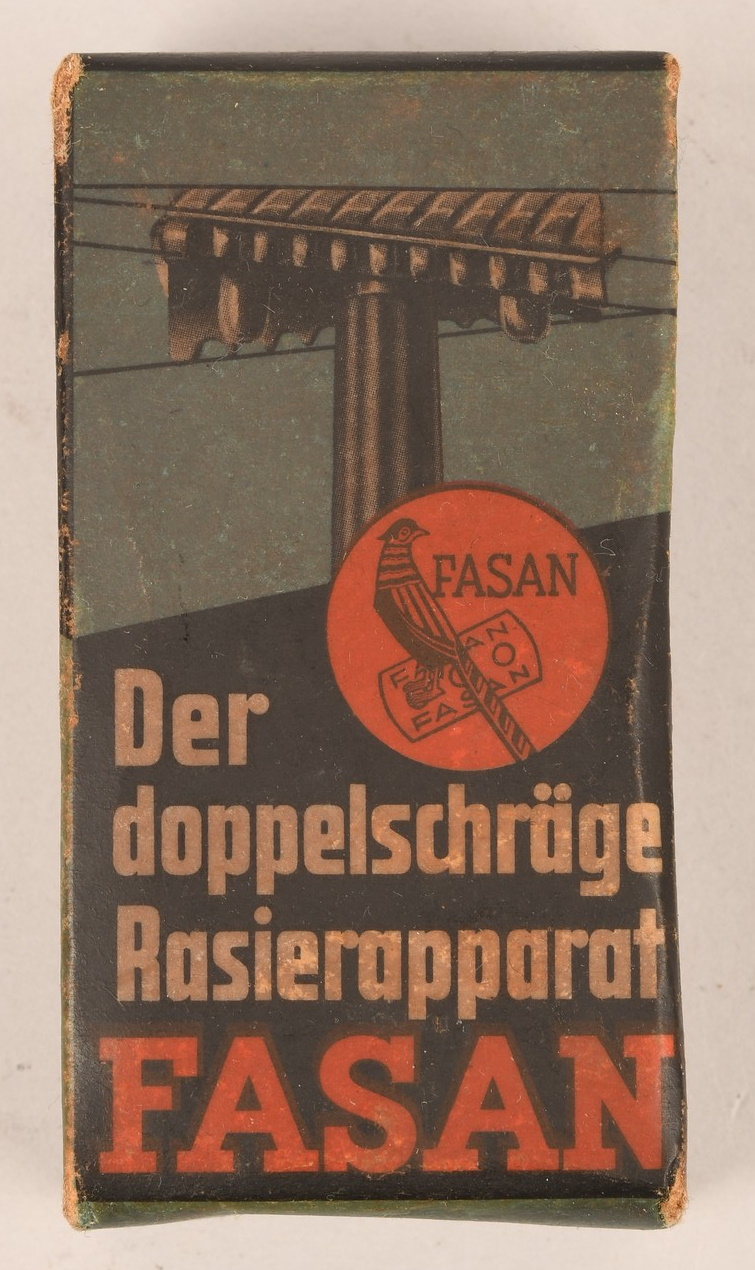 FASAN
Der
doppelschräge
Rasierapparat
FASAN